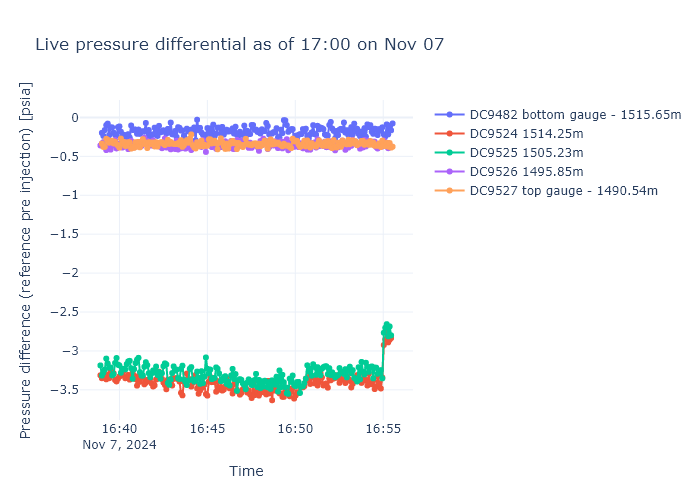 Live pressure differential as of 17:00 on Nov 07
Pressure difference (reference pre injection) [psia]
0
−0.5
−1
−1.5
−2
−2.5
−3
−3.5
16:40
16:45
16:50
16:55
Nov 7, 2024
Time
DC9482 bottom gauge - 1515.65m
DC9524 1514.25m
DC9525 1505.23m
DC9526 1495.85m
DC9527 top gauge - 1490.54m